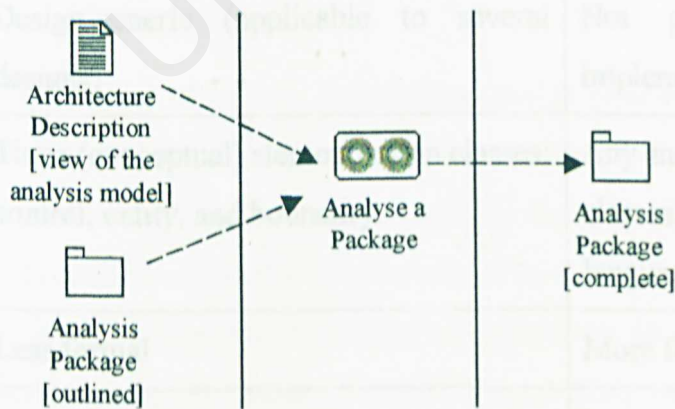 Architecture
Description
[view of the
analysis model]
Analysis
Package
[outlined]
Analyse a
Package
Analysis
Package
[complete]